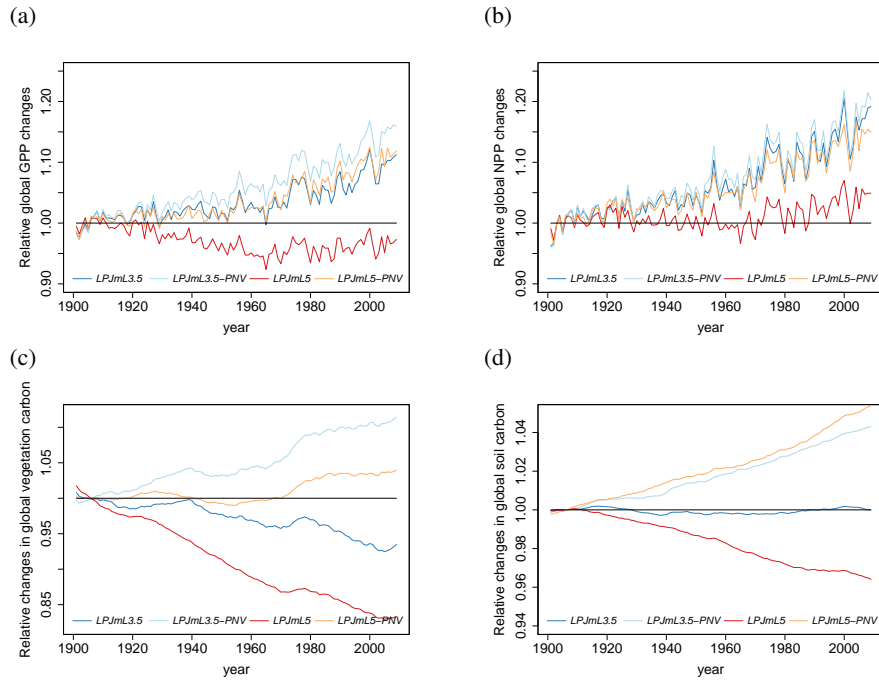 (a)
Relative global GPP changes
0.90 1.00 1.10 1.20
LPJmL3.5 LPJmL3.5−PNV LPJmL5 LPJmL5−PNV
1900 1920 1940 1960 1980 2000
year
(b)
Relative global NPP changes
0.90 1.00 1.10 1.20
LPJmL3.5 LPJmL3.5−PNV LPJmL5 LPJmL5−PNV
1900 1920 1940 1960 1980 2000
year
(c)
Relative changes in global vegetation carbon
0.85 0.95 1.05
LPJmL3.5 LPJmL3.5−PNV LPJmL5 LPJmL5−PNV
1900 1920 1940 1960 1980 2000
year
(d)
Relative changes in global soil carbon
0.94 0.96 0.98 1.00 1.02 1.04
LPJmL3.5 LPJmL3.5−PNV LPJmL5 LPJmL5−PNV
1900 1920 1940 1960 1980 2000
year